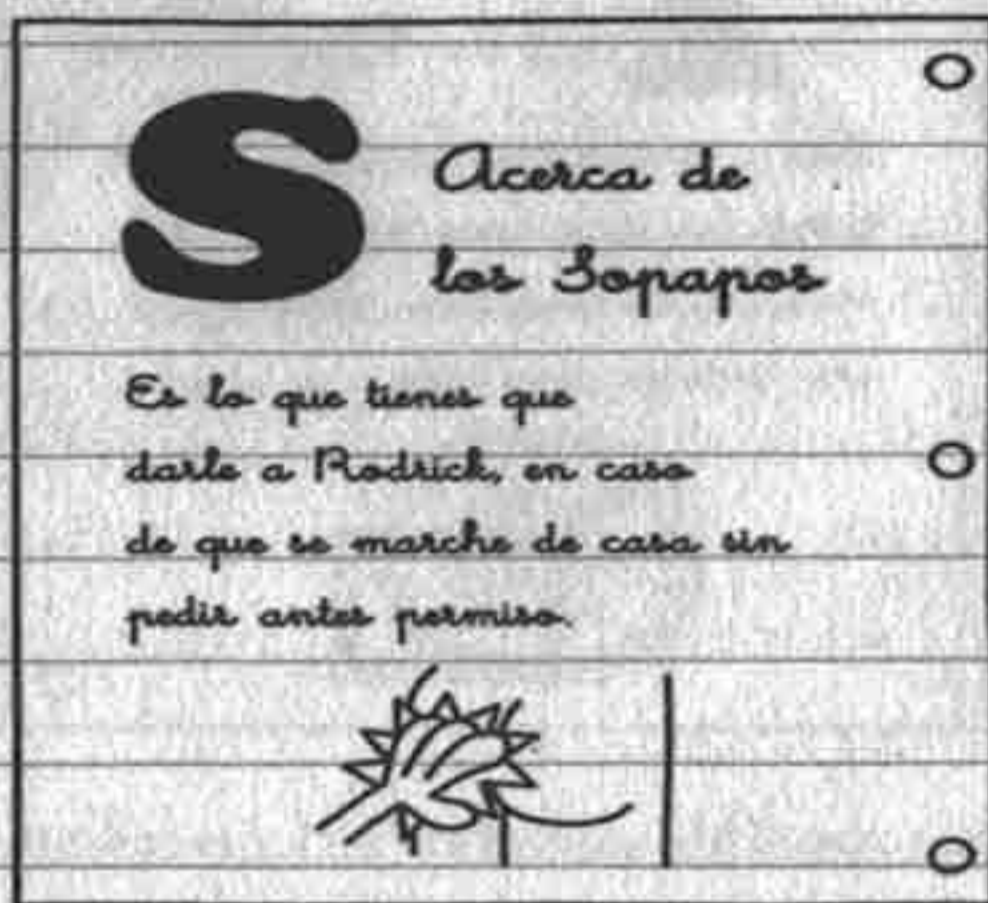 S
Acerca de
los Sopapos
Es lo que tienes que
darle a Rodrick, en caso
de que se marche de casa sin
pedir antes permiso.